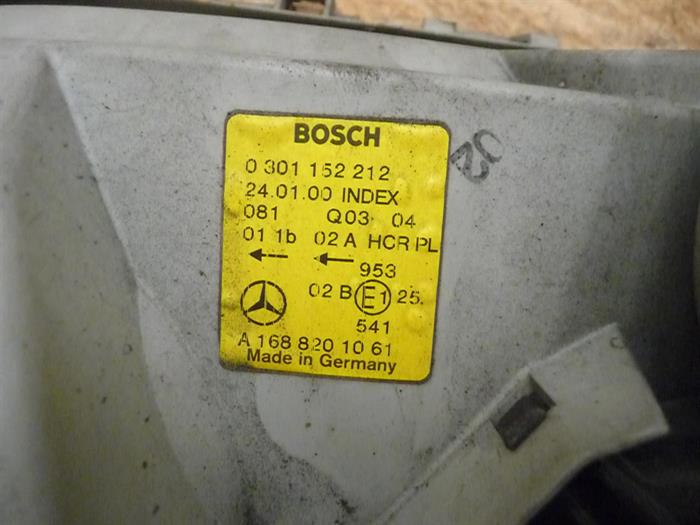 BOSCH
0 301 152 212
24.01.00 INDEX
081 Q03 04
01 1b 02 A HCR PL
953
02 B E1 25
541
A 168 820 10 61
Made in Germany
02